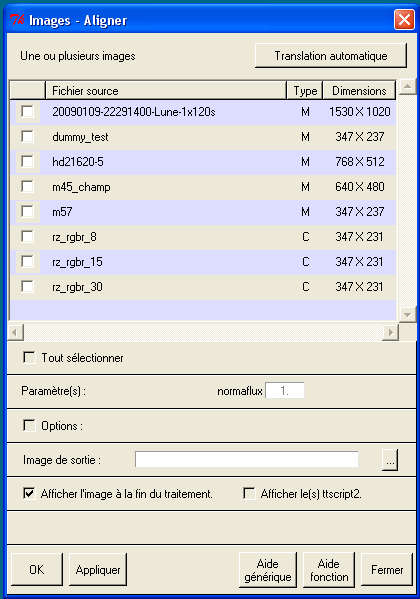 Images - Aligner
Une ou plusieurs images
Translation automatique
Fichier source Type Dimensions
20090109-22291400-Lune-1x120s M 1530 X 1020
dummy_test M 347 X 237
hd21620-5 M 768 X 512
m45_champ M 640 X 480
m57 M 347 X 237
rz_rgbr_8 C 347 X 231
rz_rgbr_15 C 347 X 231
rz_rgbr_30 C 347 X 231
Tout sélectionner
Paramètre(s) : normaflux 1.
Options :
Image de sortie : ...
Afficher l'image à la fin du traitement. Afficher le(s) ttscript2.
OK Appliquer Aide générique Aide fonction Fermer